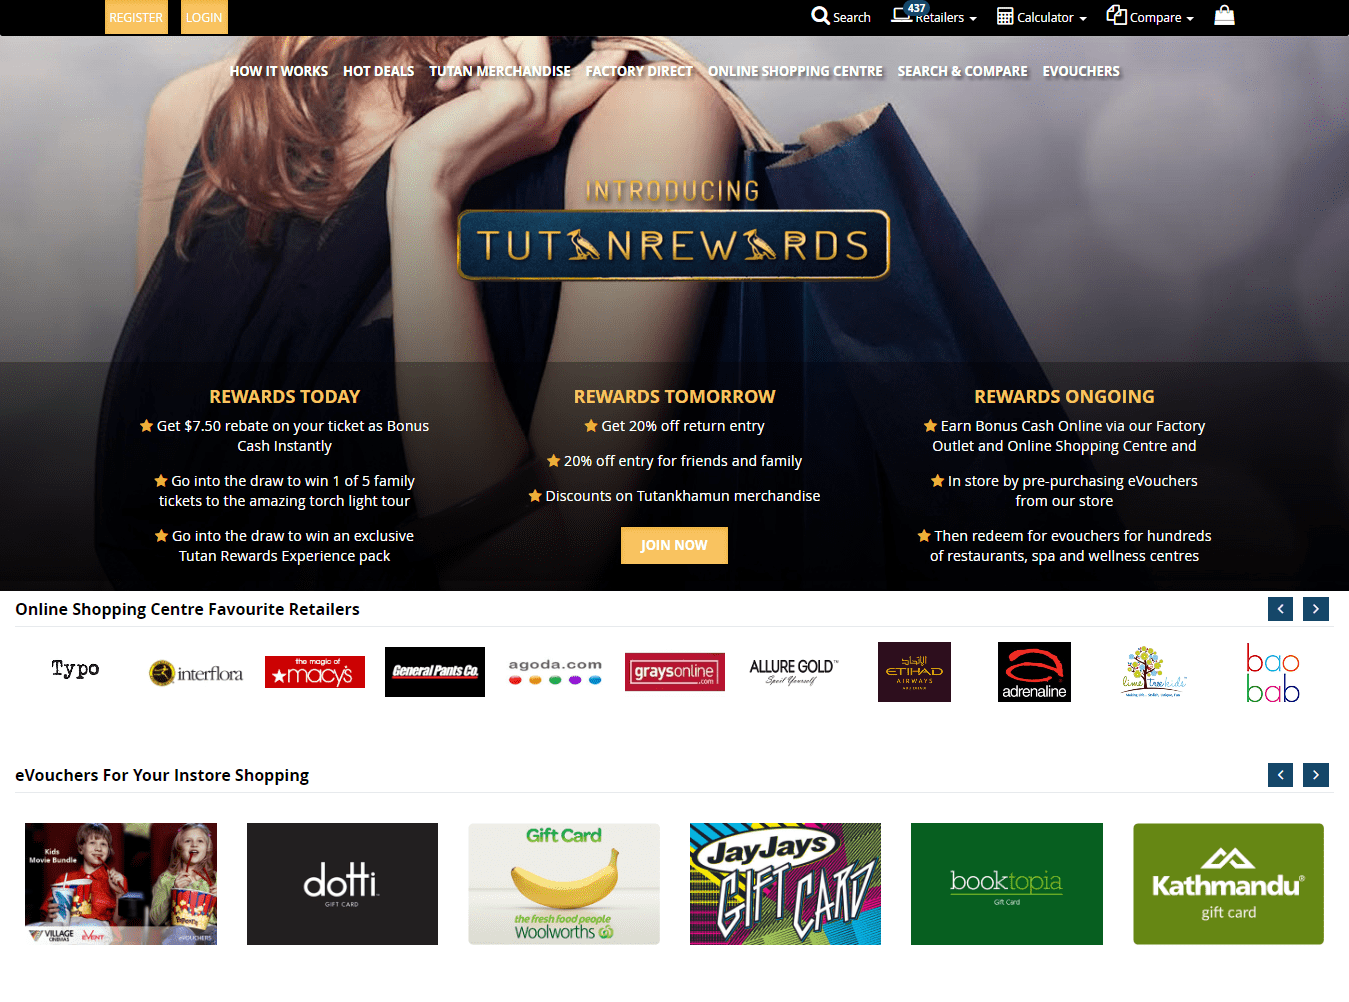 REGISTER
LOGIN
Search
437
Retailers
Calculator
Compare
HOW IT WORKS
HOT DEALS
TUTAN MERCHANDISE
FACTORY DIRECT
ONLINE SHOPPING CENTRE
SEARCH & COMPARE
EVOUCHERS
INTRODUCING
TUTANREWARDS
REWARDS TODAY
Get $7.50 rebate on your ticket as Bonus
Cash Instantly
Go into the draw to win 1 of 5 family
tickets to the amazing torch light tour
Go into the draw to win an exclusive
Tutan Rewards Experience pack
REWARDS TOMORROW
Get 20% off return entry
20% off entry for friends and family
Discounts on Tutankhamun merchandise
JOIN NOW
REWARDS ONGOING
Earn Bonus Cash Online via our Factory
Outlet and Online Shopping Centre and
In store by pre-purchasing eVouchers
from our store
Then redeem for evouchers for hundreds
of restaurants, spa and wellness centres
Online Shopping Centre Favourite Retailers
Typo
interflora
the magic of
macy's
General Pants Co.
agoda.com
graysonline
.com
ALLURE GOLD™
Spoil Yourself
الإتحاد
ETIHAD
AIRWAYS
ABU DHABI
adrenaline
lime tree kids
bao
bab
eVouchers For Your Instore Shopping
Kids
Movie Bundle
VILLAGE
CINEMAS
EVENT
eVOUCHERS
dotti
GIFT CARD
Gift Card
the fresh food people
Woolworths
JayJays
GIFT CARD
booktopia
Gift Card
Kathmandu®
gift card